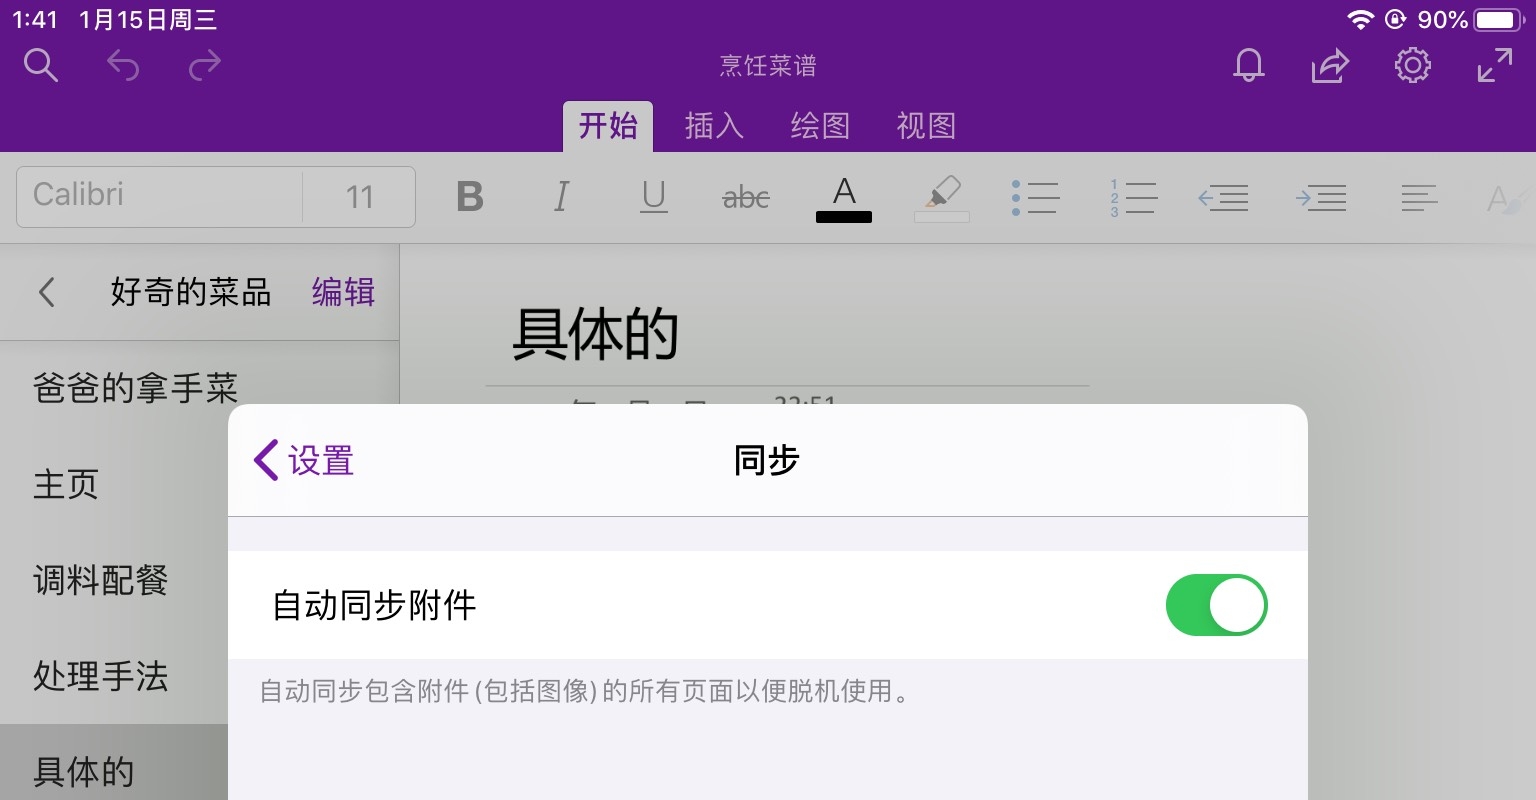 1:41 1月15日周三 90%
烹饪菜谱
开始 插入 绘图 视图
Calibri 11 B I U abc A A
好奇的菜品 编辑
具体的
爸爸的拿手菜
主页
调料配餐
处理手法
具体的
设置 同步
自动同步附件
自动同步包含附件(包括图像)的所有页面以便脱机使用。